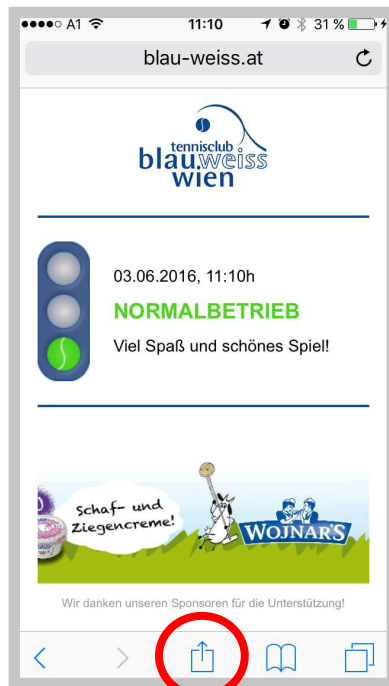 A1 11:10 31 %
blau-weiss.at
tennisclub
blau.weiss
wien
03.06.2016, 11:10h
NORMALBETRIEB
Viel Spaß und schönes Spiel!
Schaf- und
Ziegencreme!
WOJNAR'S
Wir danken unseren Sponsoren für die Unterstützung!